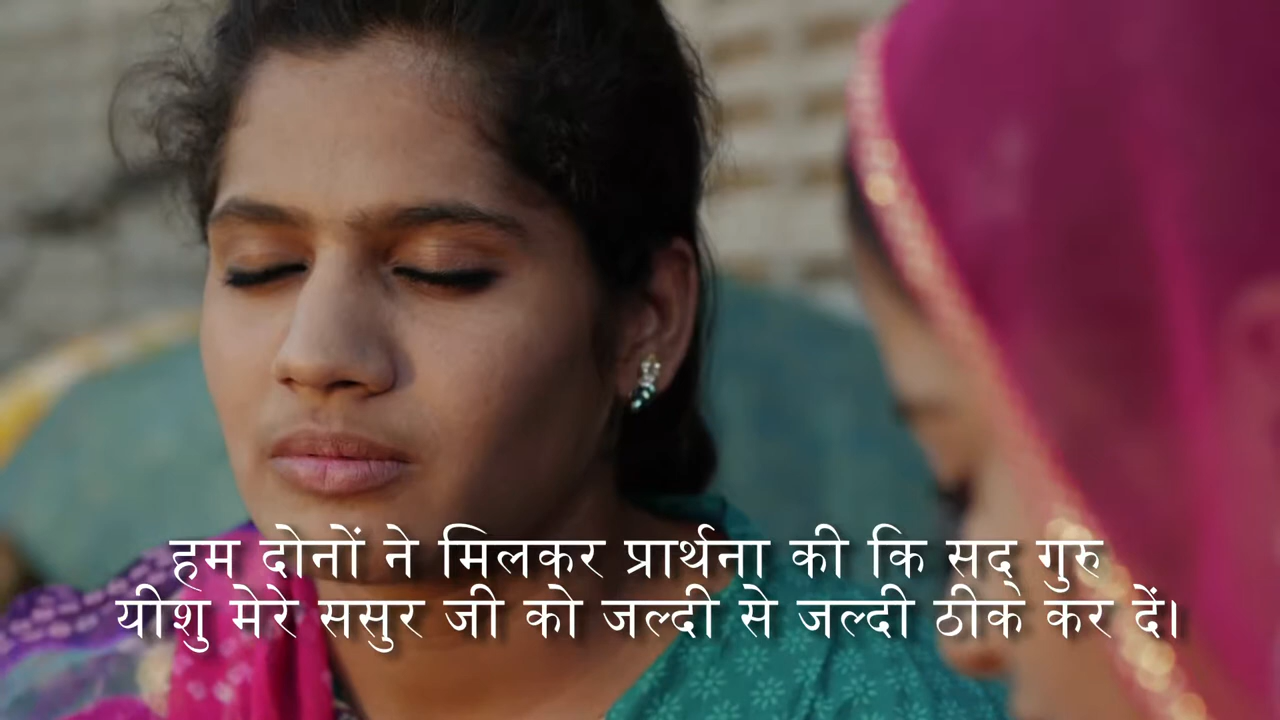 हम दोनों ने मिलकर प्रार्थना की कि सद् गुरु
यीशु मेरे ससुर जी को जल्दी से जल्दी ठीक कर दें।